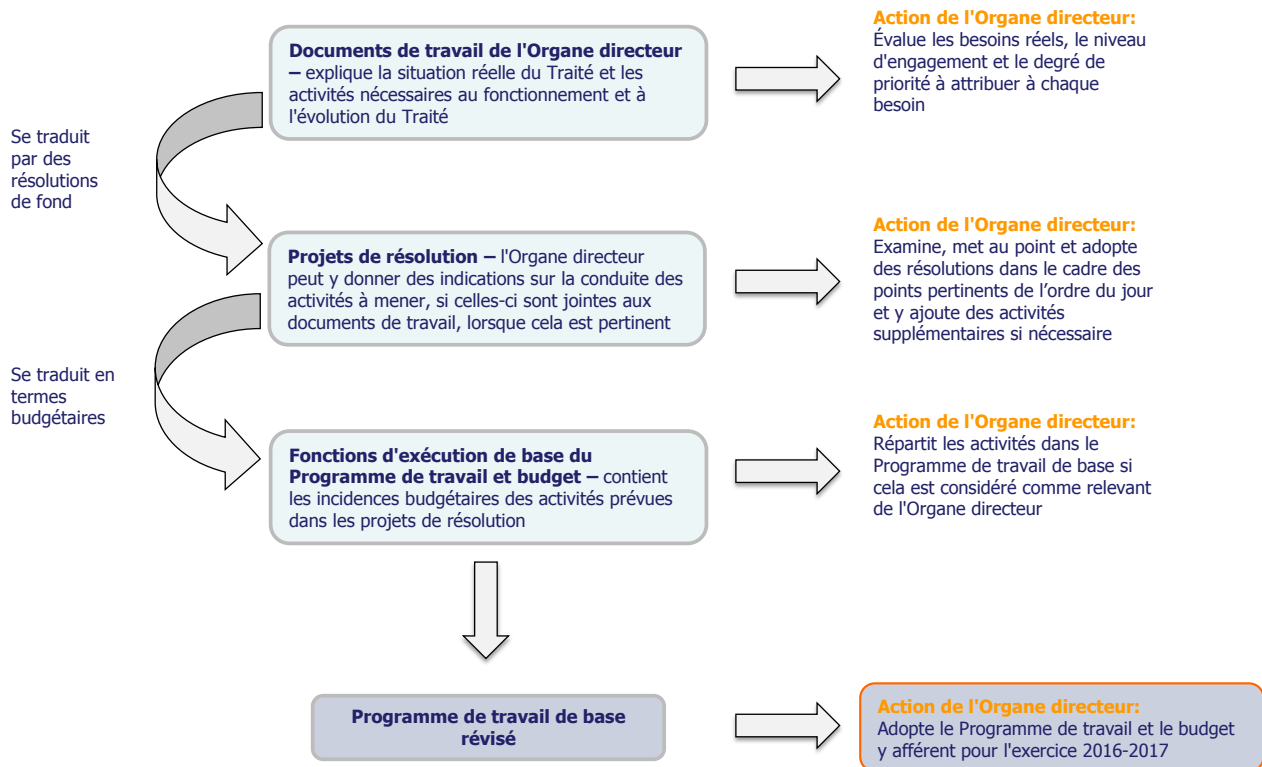 Documents de travail de l'Organe directeur
– explique la situation réelle du Traité et les
activités nécessaires au fonctionnement et à
l'évolution du Traité
Action de l'Organe directeur:
Évalue les besoins réels, le niveau
d'engagement et le degré de
priorité à attribuer à chaque
besoin
Se traduit
par des
résolutions
de fond
Projets de résolution – l'Organe directeur
peut y donner des indications sur la conduite des
activités à mener, si celles-ci sont jointes aux
documents de travail, lorsque cela est pertinent
Action de l'Organe directeur:
Examine, met au point et adopte
des résolutions dans le cadre des
points pertinents de l’ordre du jour
et y ajoute des activités
supplémentaires si nécessaire
Se traduit en
termes
budgétaires
Fonctions d'exécution de base du
Programme de travail et budget – contient
les incidences budgétaires des activités prévues
dans les projets de résolution
Action de l'Organe directeur:
Répartit les activités dans le
Programme de travail de base si
cela est considéré comme relevant
de l'Organe directeur
Programme de travail de base
révisé
Action de l'Organe directeur:
Adopte le Programme de travail et le budget
y afférent pour l'exercice 2016-2017